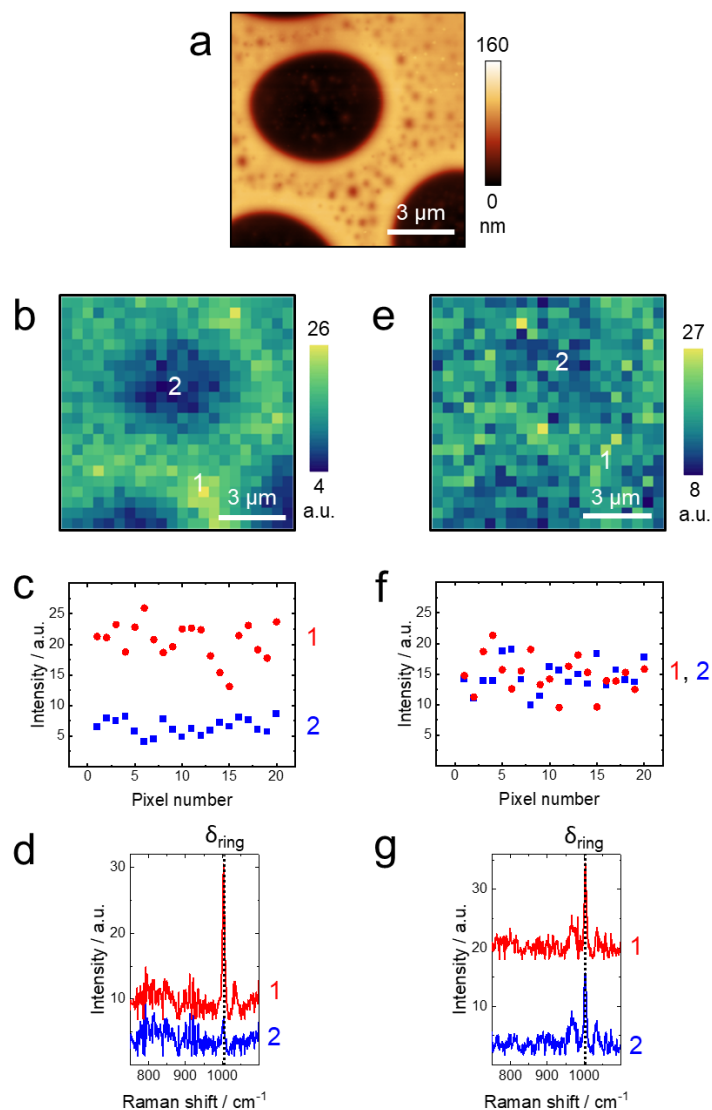 a
160
0
nm
3 μm
b
26
4
a.u.
2
1
3 μm
e
27
8
a.u.
2
1
3 μm
c
Intensity / a.u.
25
20
15
10
5
0
5
10
15
20
Pixel number
1
2
f
Intensity / a.u.
25
20
15
10
5
0
5
10
15
20
Pixel number
1, 2
d
δring
Intensity / a.u.
30
20
10
800
900
1000
Raman shift / cm-1
1
2
g
δring
Intensity / a.u.
30
20
10
800
900
1000
Raman shift / cm-1
1
2